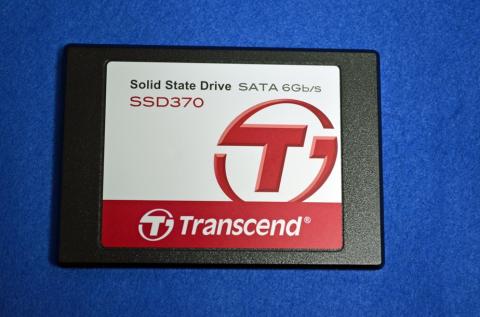 Solid State Drive SATA 6Gb/s
SSD370
Transcend®